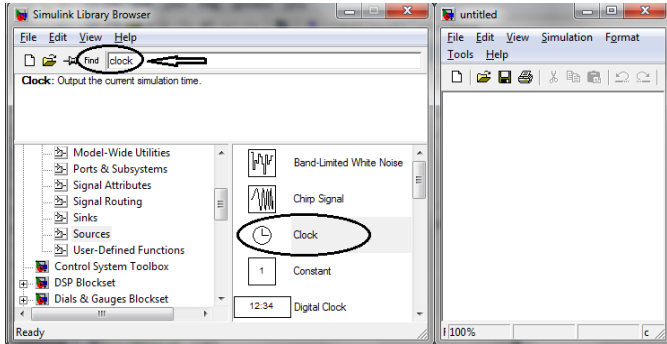 Simulink Library Browser
File Edit View Help
Find clock
Clock: Output the current simulation time.
Model-Wide Utilities
Ports & Subsystems
Signal Attributes
Signal Routing
Sinks
Sources
User-Defined Functions
Control System Toolbox
DSP Blockset
Dials & Gauges Blockset
Band-Limited White Noise
Chirp Signal
Clock
1 Constant
12:34 Digital Clock
Ready
untitled
File Edit View Simulation Format
Tools Help
100%
c